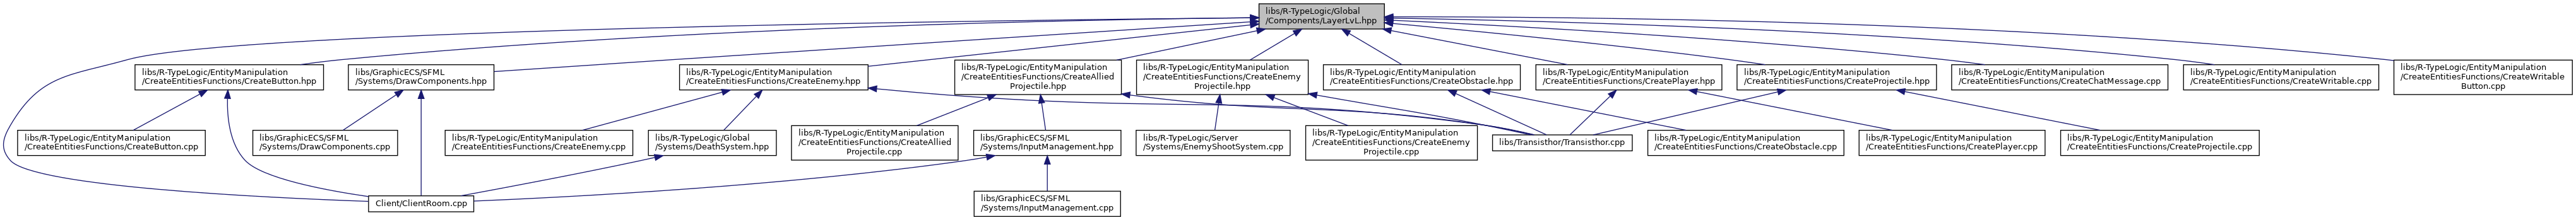 libs/R-TypeLogic/Global
/Components/LayerLvL.hpp
libs/R-TypeLogic/EntityManipulation
/CreateEntitiesFunctions/CreateButton.hpp
libs/GraphicECS/SFML
/Systems/DrawComponents.hpp
libs/R-TypeLogic/EntityManipulation
/CreateEntitiesFunctions/CreateEnemy.hpp
libs/R-TypeLogic/EntityManipulation
/CreateEntitiesFunctions/CreateAllied
Projectile.hpp
libs/R-TypeLogic/EntityManipulation
/CreateEntitiesFunctions/CreateEnemy
Projectile.hpp
libs/R-TypeLogic/EntityManipulation
/CreateEntitiesFunctions/CreateObstacle.hpp
libs/R-TypeLogic/EntityManipulation
/CreateEntitiesFunctions/CreatePlayer.hpp
libs/R-TypeLogic/EntityManipulation
/CreateEntitiesFunctions/CreateProjectile.hpp
libs/R-TypeLogic/EntityManipulation
/CreateEntitiesFunctions/CreateChatMessage.cpp
libs/R-TypeLogic/EntityManipulation
/CreateEntitiesFunctions/CreateWritable.cpp
libs/R-TypeLogic/EntityManipulation
/CreateEntitiesFunctions/CreateWritable
Button.cpp
libs/R-TypeLogic/EntityManipulation
/CreateEntitiesFunctions/CreateButton.cpp
libs/GraphicECS/SFML
/Systems/DrawComponents.cpp
libs/R-TypeLogic/EntityManipulation
/CreateEntitiesFunctions/CreateEnemy.cpp
libs/R-TypeLogic/Global
/Systems/DeathSystem.hpp
libs/R-TypeLogic/EntityManipulation
/CreateEntitiesFunctions/CreateAllied
Projectile.cpp
libs/GraphicECS/SFML
/Systems/InputManagement.hpp
libs/R-TypeLogic/Server
/Systems/EnemyShootSystem.cpp
libs/R-TypeLogic/EntityManipulation
/CreateEntitiesFunctions/CreateEnemy
Projectile.cpp
libs/Transisthor/Transisthor.cpp
libs/R-TypeLogic/EntityManipulation
/CreateEntitiesFunctions/CreateObstacle.cpp
libs/R-TypeLogic/EntityManipulation
/CreateEntitiesFunctions/CreatePlayer.cpp
libs/R-TypeLogic/EntityManipulation
/CreateEntitiesFunctions/CreateProjectile.cpp
Client/ClientRoom.cpp
libs/GraphicECS/SFML
/Systems/InputManagement.cpp